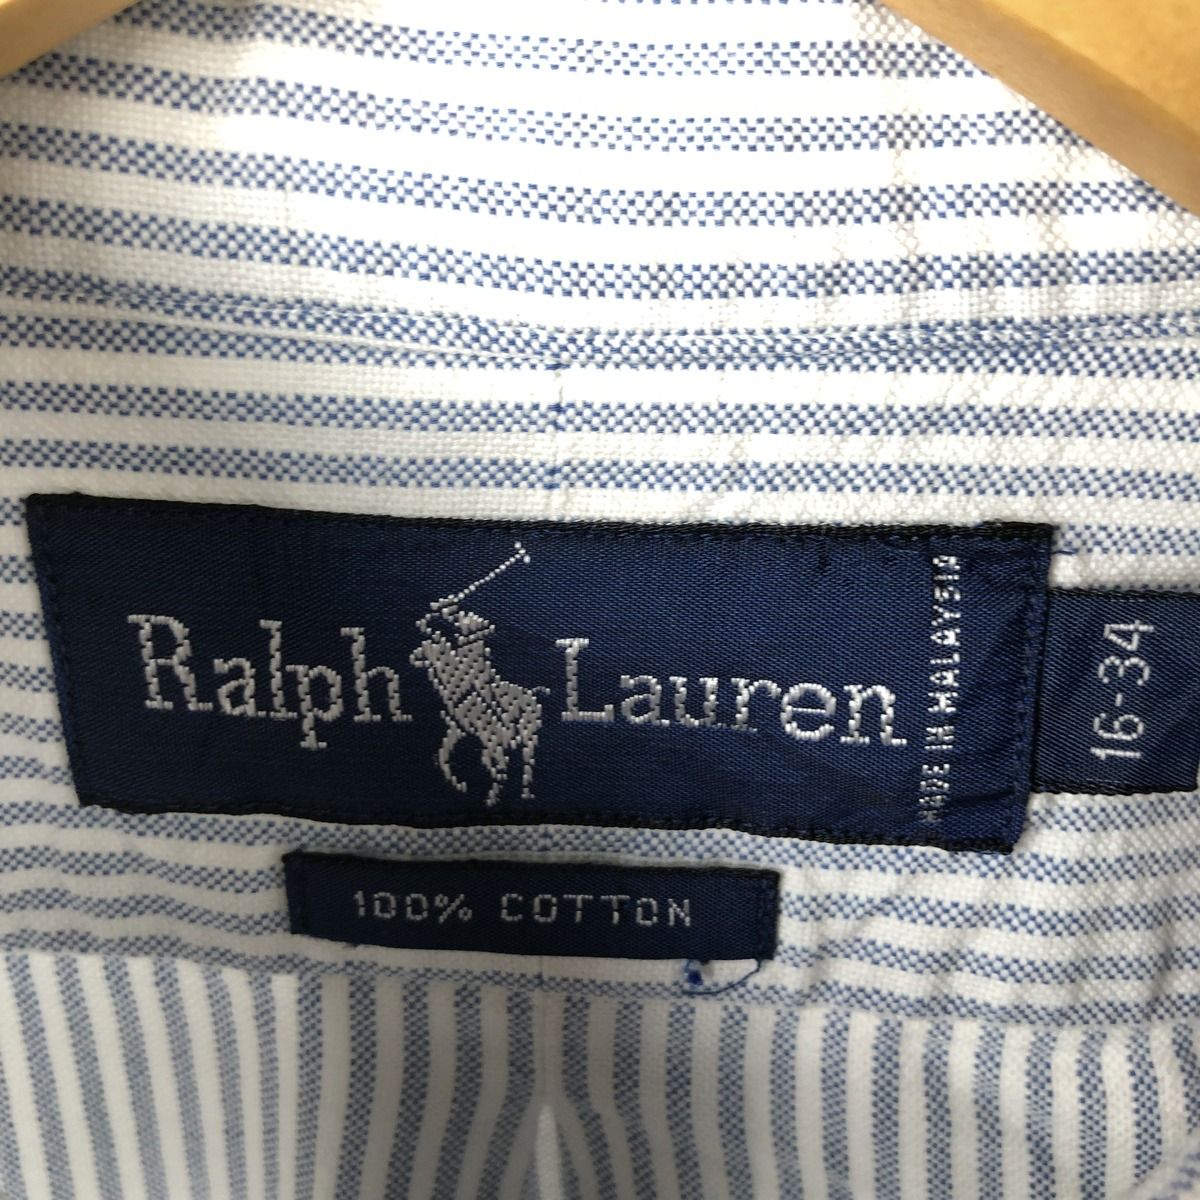 Ralph Lauren
MADE IN MALAYSIA
16-34
100% COTTON